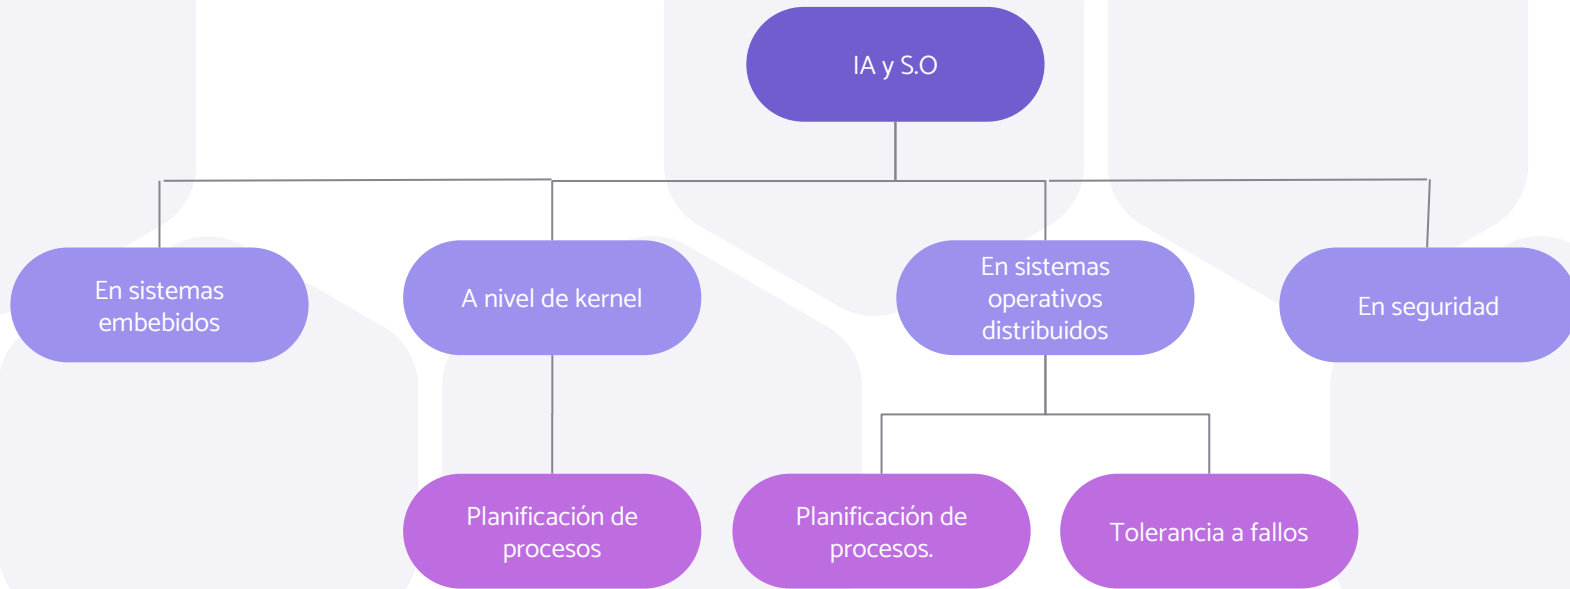 IA y S.O
En sistemas
embebidos
A nivel de kernel
En sistemas
operativos
distribuidos
En seguridad
Planificación de
procesos
Planificación de
procesos.
Tolerancia a fallos